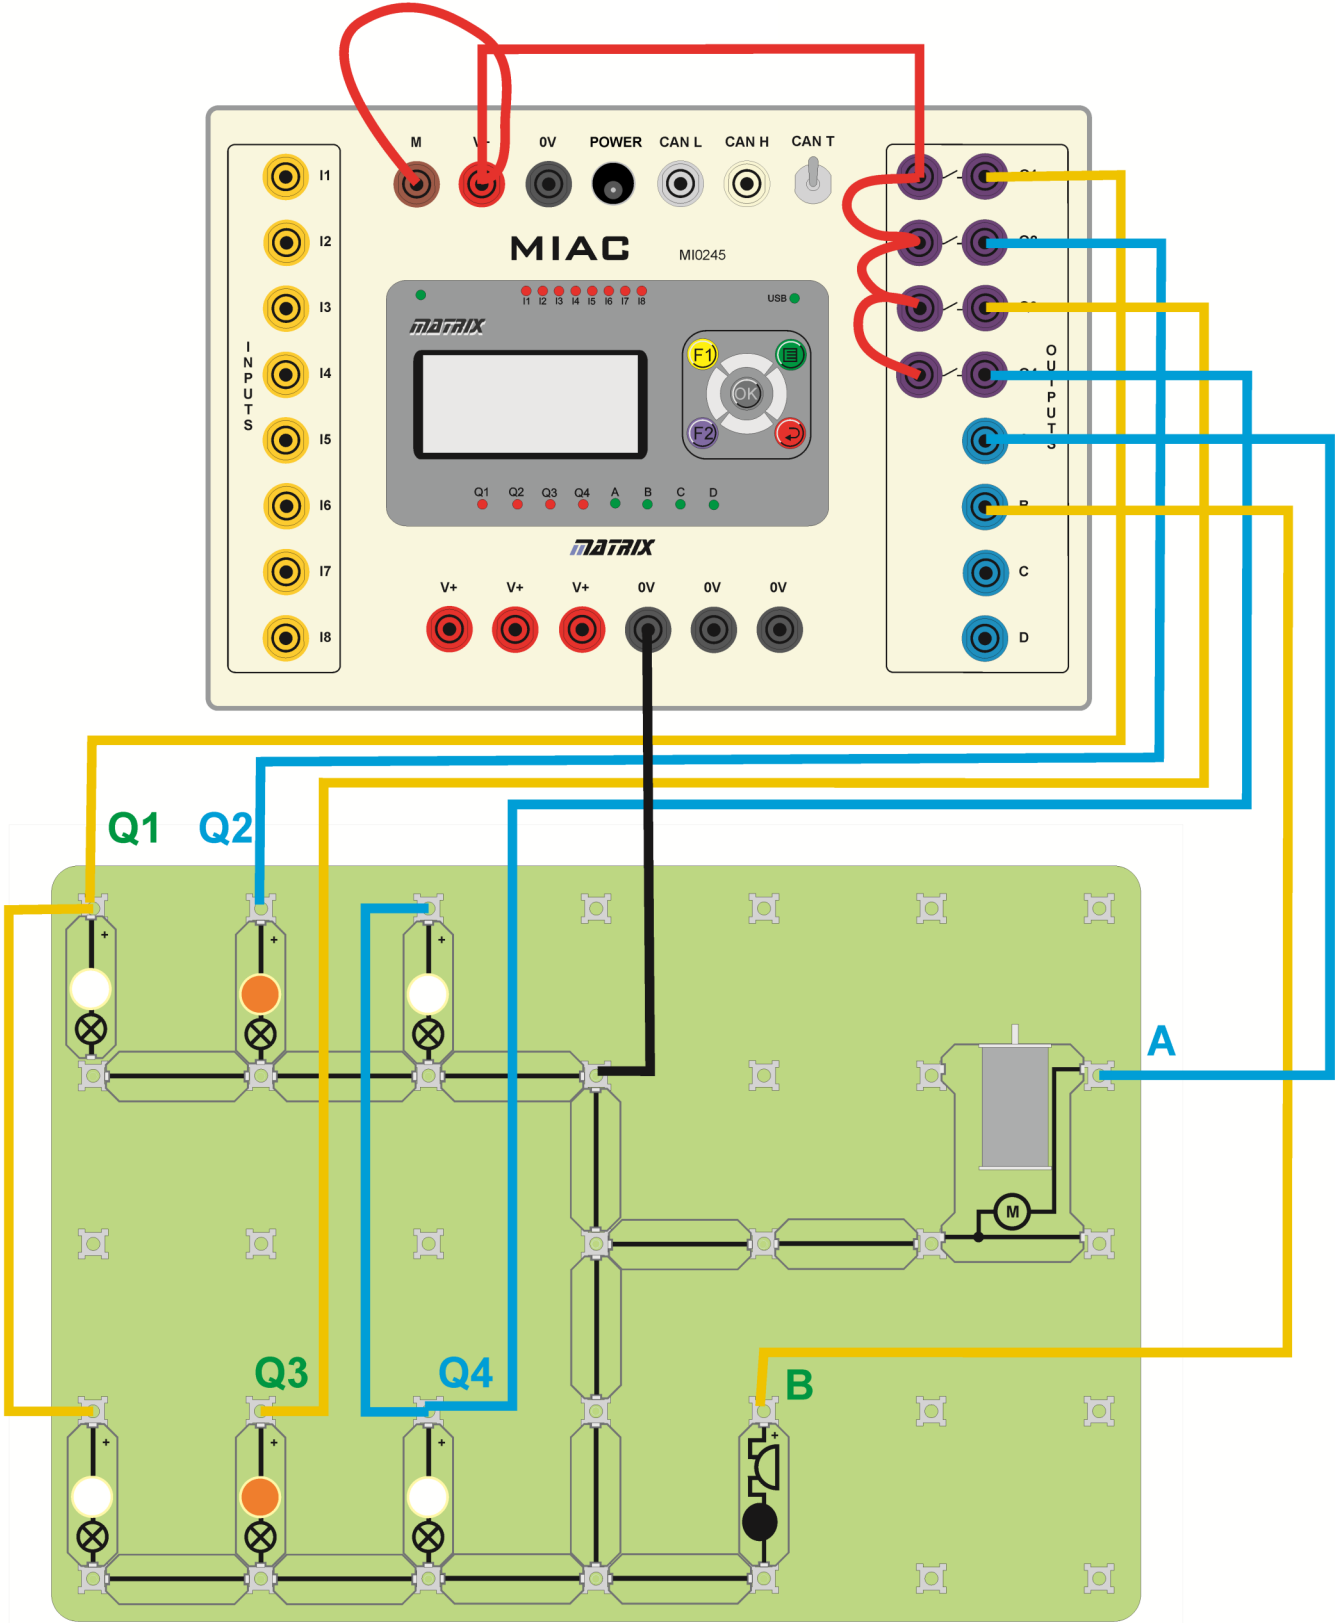 M V+ 0V POWER CAN L CAN H CAN T
I1
I2
I3
I4
I5
I6
I7
I8
INPUTS
MIAC MI0245
I1 I2 I3 I4 I5 I6 I7 I8
USB
MATRIX
F1
OK
F2
Q1 Q2 Q3 Q4 A B C D
MATRIX
V+ V+ V+ 0V 0V 0V
OUTPUTS
B
C
D
Q1 Q2
+ + +
A
M
Q3 Q4 B
+ + + +